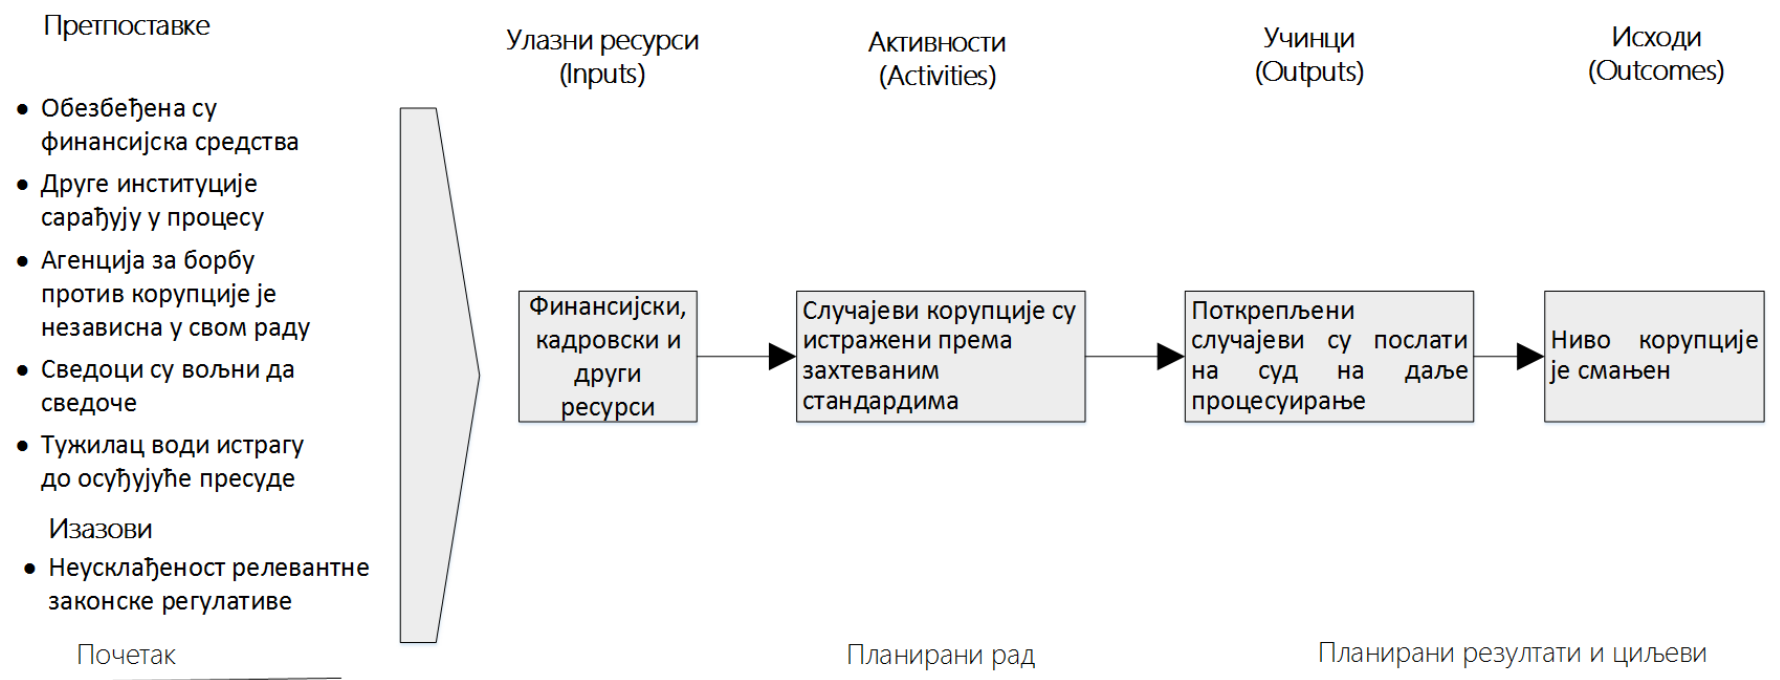 Претпоставке
● Обезбеђена су
финансијска средства
● Друге институције
сарађују у процесу
● Агенција за борбу
против корупције је
независна у свом раду
● Сведоци су вољни да
сведоче
● Тужилац води истрагу
до осуђујуће пресуде
Изазови
● Неусклађеност релевантне
законске регулативе
Почетак
Улазни ресурси
(Inputs)
Финансијски,
кадровски и
други
ресурси
Активности
(Activities)
Случајеви корупције су
истражени према
захтеваним
стандардима
Планирани рад
Учинци
(Outputs)
Поткрепљени
случајеви су послати
на суд на даље
процесуирање
Исходи
(Outcomes)
Ниво корупције
је смањен
Планирани резултати и циљеви